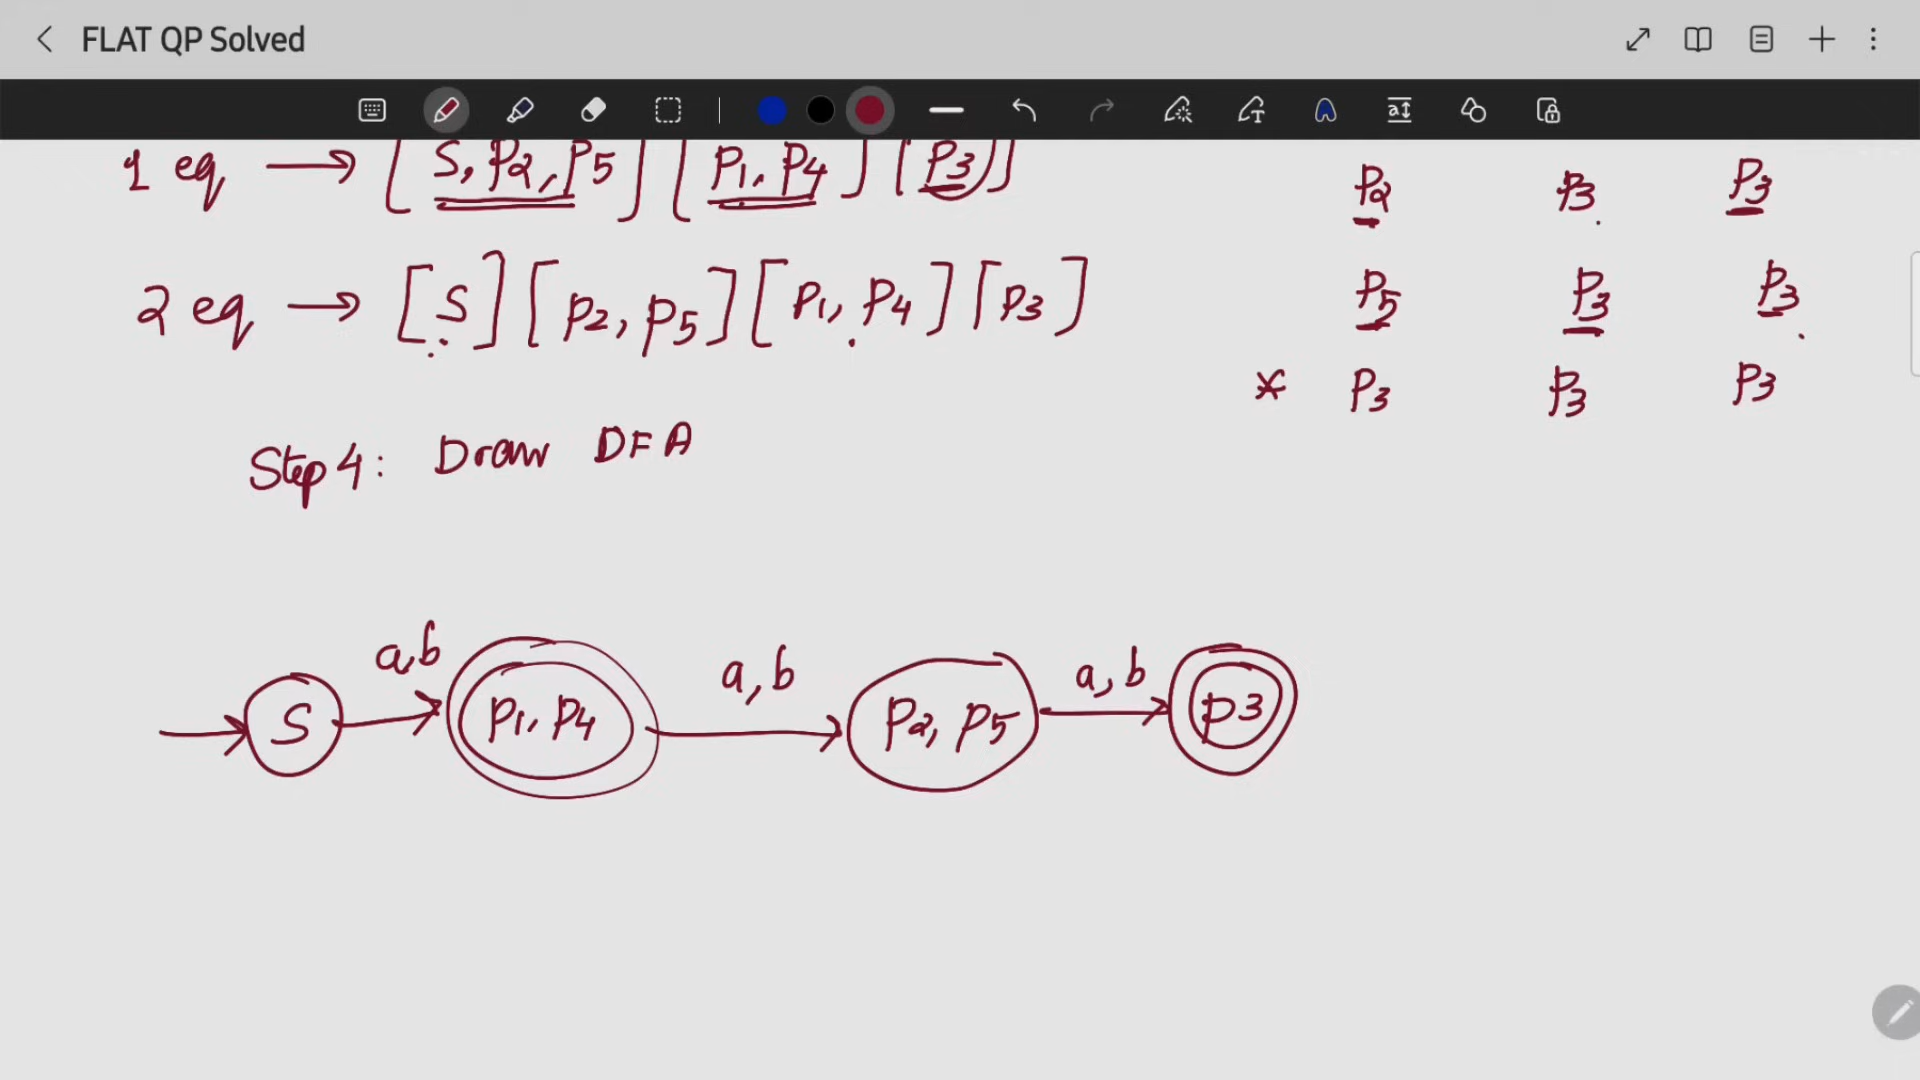 FLAT QP Solved
1 eq → [S, P2, P5] [P1, P4] [P3]
2 eq → [S] [P2, P5] [P1, P4] [P3]
P2 P3 P3
P5 P3 P3
* P3 P3 P3
Step 4: Draw DFA
S a,b P1, P4 a, b P2, P5 a, b P3